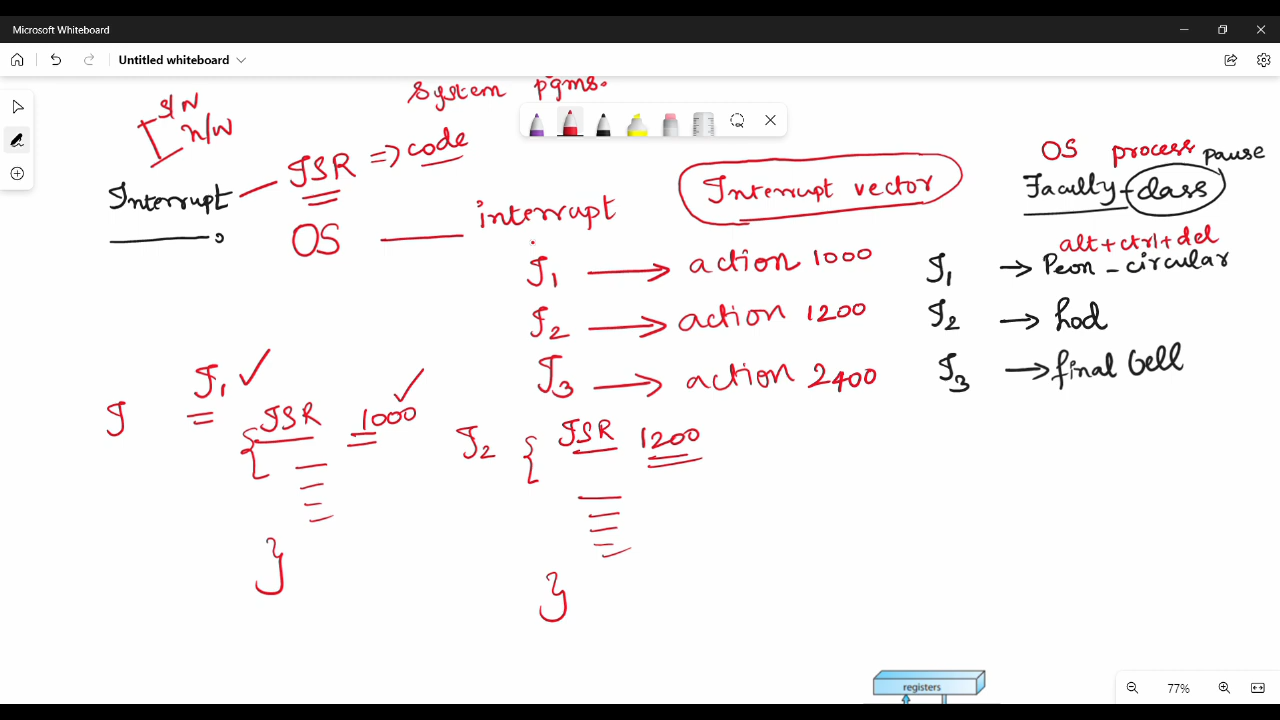 Microsoft Whiteboard
Untitled whiteboard
System pgms.
S/W
H/W
Interrupt — ISR => code
OS — interrupt
Interrupt vector
OS process pause
Faculty - class
alt+ctrl+del
I1 → action 1000
I2 → action 1200
I3 → action 2400
I1 → Peon - circular
I2 → hod
I3 → final bell
I I1 ✓
ISR 1000 ✓
{
}
I2 { ISR 1200
}
registers
77%